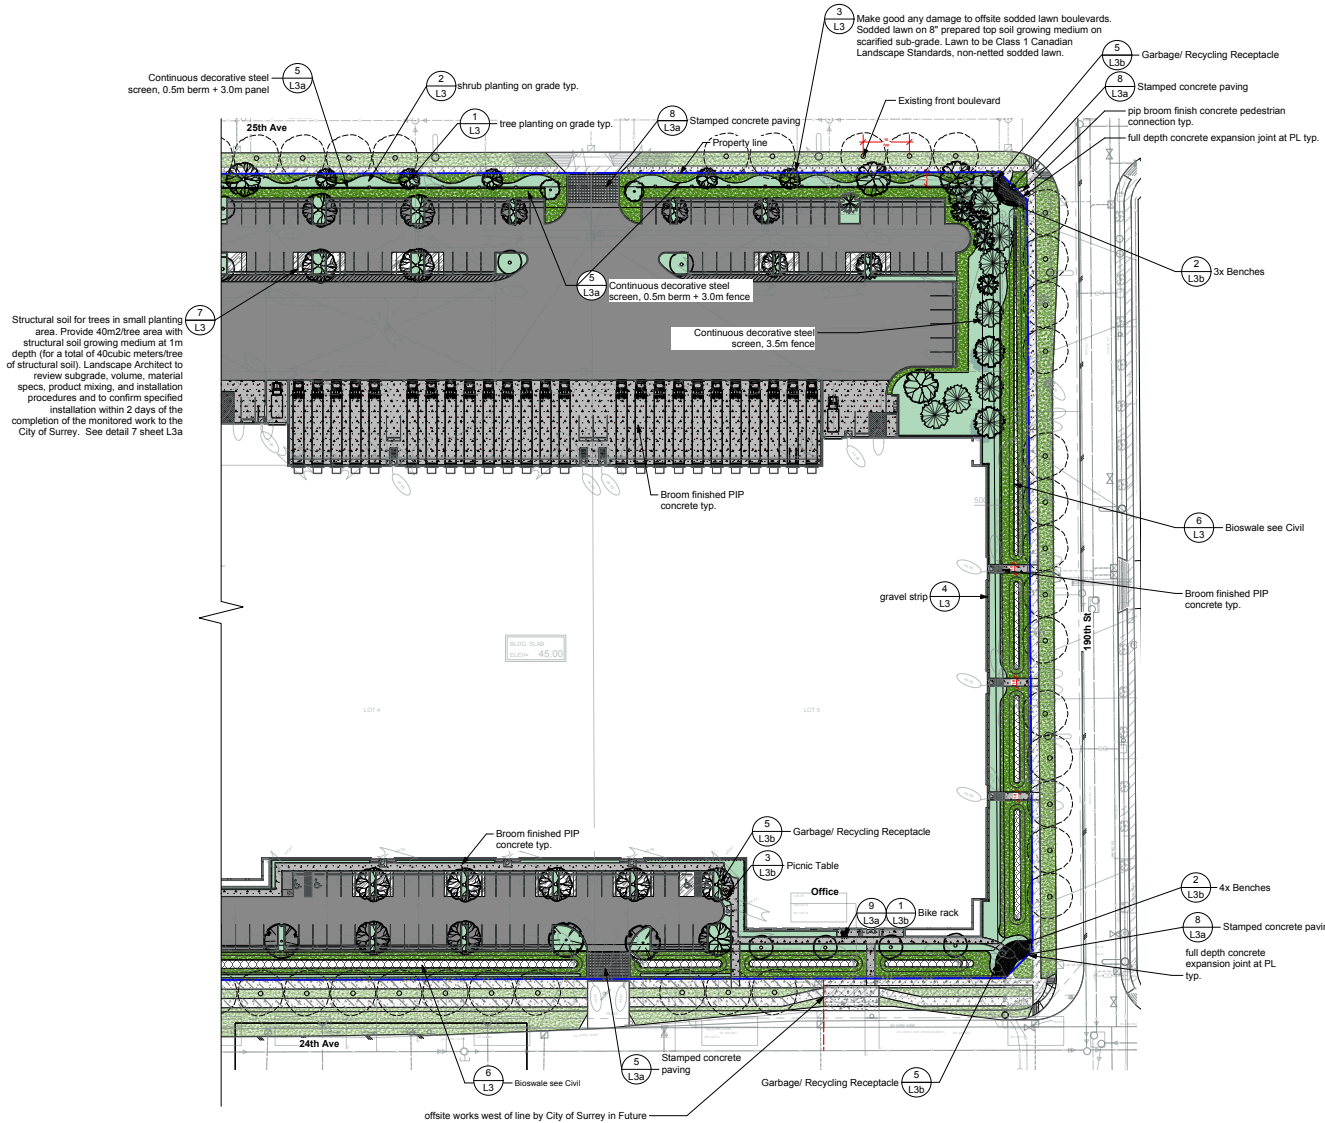 3
L3
Make good any damage to offsite sodded lawn boulevards.
Sodded lawn on 8" prepared top soil growing medium on
scarified sub-grade. Lawn to be Class 1 Canadian
Landscape Standards, non-netted sodded lawn.
5
L3b
Garbage/ Recycling Receptacle
Continuous decorative steel
screen, 0.5m berm + 3.0m panel
5
L3a
2
L3
shrub planting on grade typ.
8
L3a
Stamped concrete paving
Existing front boulevard
pip broom finish concrete pedestrian
connection typ.
1
L3
tree planting on grade typ.
8
L3a
Stamped concrete paving
25th Ave
Property line
full depth concrete expansion joint at PL typ.
2
L3b
3x Benches
5
L3a
Continuous decorative steel
screen, 0.5m berm + 3.0m fence
7
L3
Structural soil for trees in small planting
area. Provide 40m2/tree area with
structural soil growing medium at 1m
depth (for a total of 40cubic meters/tree
of structural soil). Landscape Architect to
review subgrade, volume, material
specs, product mixing, and installation
procedures and to confirm specified
installation within 2 days of the
completion of the monitored work to the
City of Surrey. See detail 7 sheet L3a
Continuous decorative steel
screen, 3.5m fence
Broom finished PIP
concrete typ.
6
L3
Bioswale see Civil
gravel strip
4
L3
Broom finished PIP
concrete typ.
190th St
BLDG. SLAB
ELEV= 45.00
LOT 4
LOT 5
Broom finished PIP
concrete typ.
5
L3b
Garbage/ Recycling Receptacle
3
L3b
Picnic Table
Office
9
L3a
1
L3b
Bike rack
2
L3b
4x Benches
8
L3a
Stamped concrete pavin
full depth concrete
expansion joint at PL
typ.
24th Ave
6
L3
Bioswale see Civil
5
L3a
Stamped concrete
paving
Garbage/ Recycling Receptacle
5
L3b
offsite works west of line by City of Surrey in Future